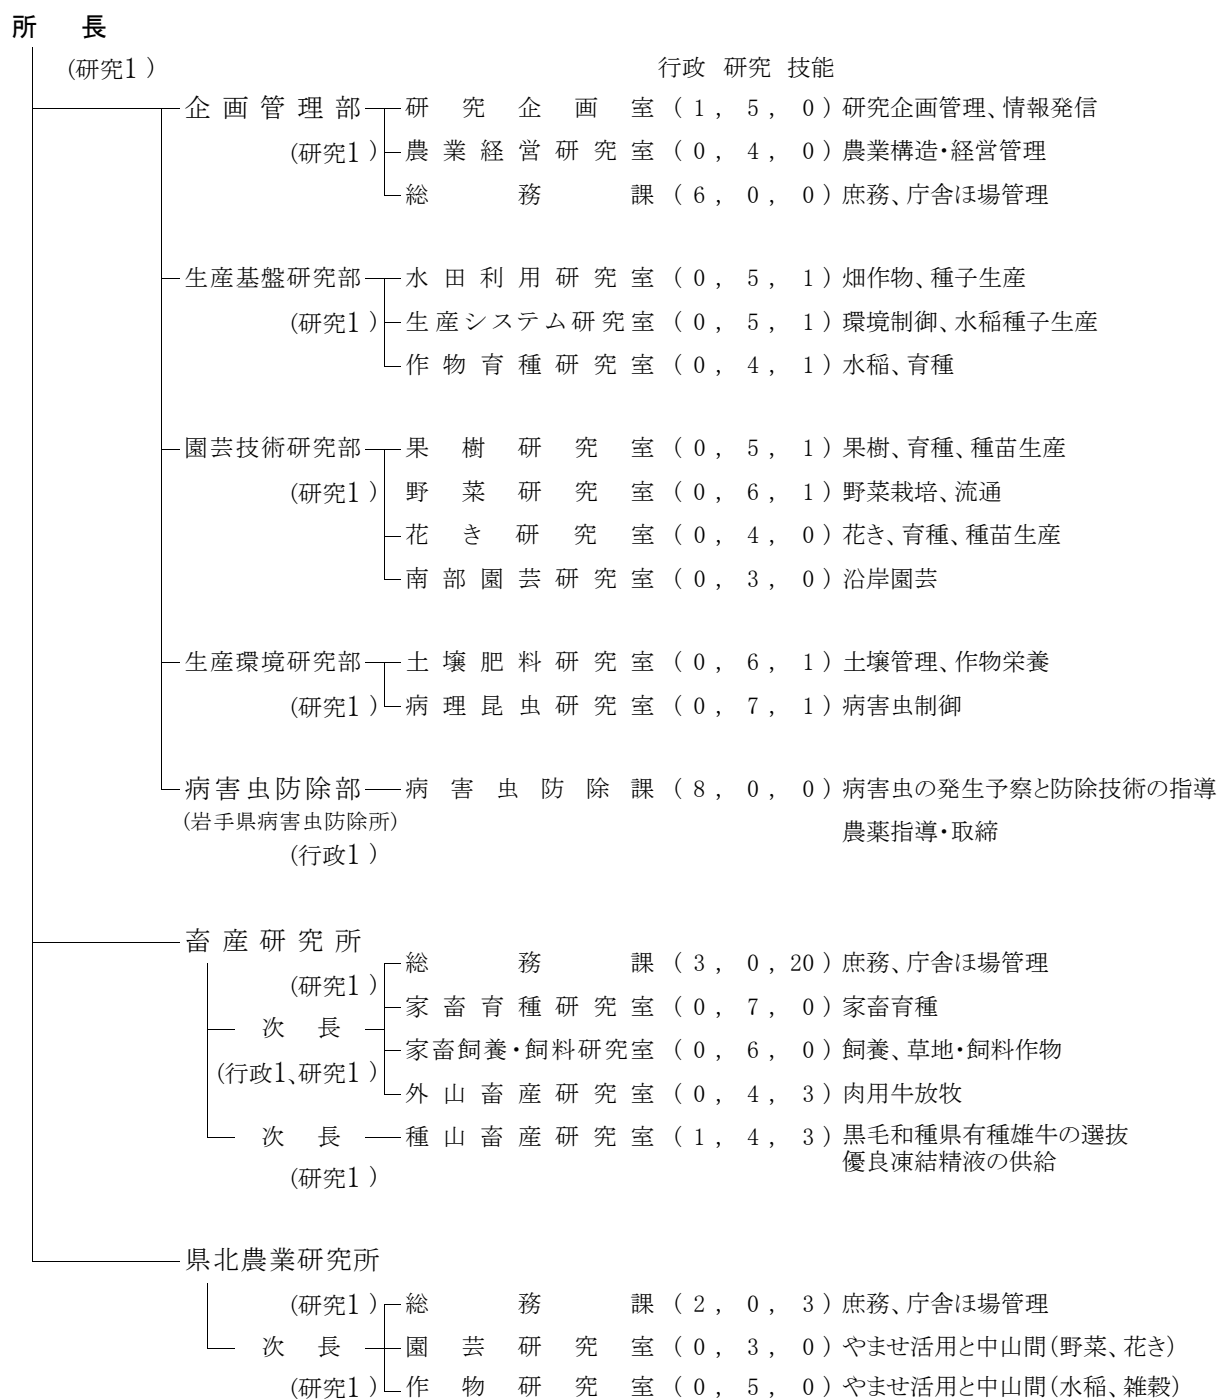 所 長
(研究1) 行政 研究 技能
企画管理部 研究企画室 (1, 5, 0) 研究企画管理、情報発信
(研究1) 農業経営研究室 (0, 4, 0) 農業構造・経営管理
総務課 (6, 0, 0) 庶務、庁舎ほ場管理
生産基盤研究部 水田利用研究室 (0, 5, 1) 畑作物、種子生産
(研究1) 生産システム研究室 (0, 5, 1) 環境制御、水稲種子生産
作物育種研究室 (0, 4, 1) 水稲、育種
園芸技術研究部 果樹研究室 (0, 5, 1) 果樹、育種、種苗生産
(研究1) 野菜研究室 (0, 6, 1) 野菜栽培、流通
花き研究室 (0, 4, 0) 花き、育種、種苗生産
南部園芸研究室 (0, 3, 0) 沿岸園芸
生産環境研究部 土壌肥料研究室 (0, 6, 1) 土壌管理、作物栄養
(研究1) 病理昆虫研究室 (0, 7, 1) 病害虫制御
病害虫防除部 病害虫防除課 (8, 0, 0) 病害虫の発生予察と防除技術の指導
(岩手県病害虫防除所) 農薬指導・取締
(行政1)
畜産研究所
総務課 (3, 0, 20) 庶務、庁舎ほ場管理
(研究1)
家畜育種研究室 (0, 7, 0) 家畜育種
次長
家畜飼養・飼料研究室 (0, 6, 0) 飼養、草地・飼料作物
(行政1、研究1)
外山畜産研究室 (0, 4, 3) 肉用牛放牧
次長 種山畜産研究室 (1, 4, 3) 黒毛和種県有種雄牛の選抜
優良凍結精液の供給
(研究1)
県北農業研究所
(研究1) 総務課 (2, 0, 3) 庶務、庁舎ほ場管理
次長 園芸研究室 (0, 3, 0) やませ活用と中山間(野菜、花き)
(研究1) 作物研究室 (0, 5, 0) やませ活用と中山間(水稲、雑穀)